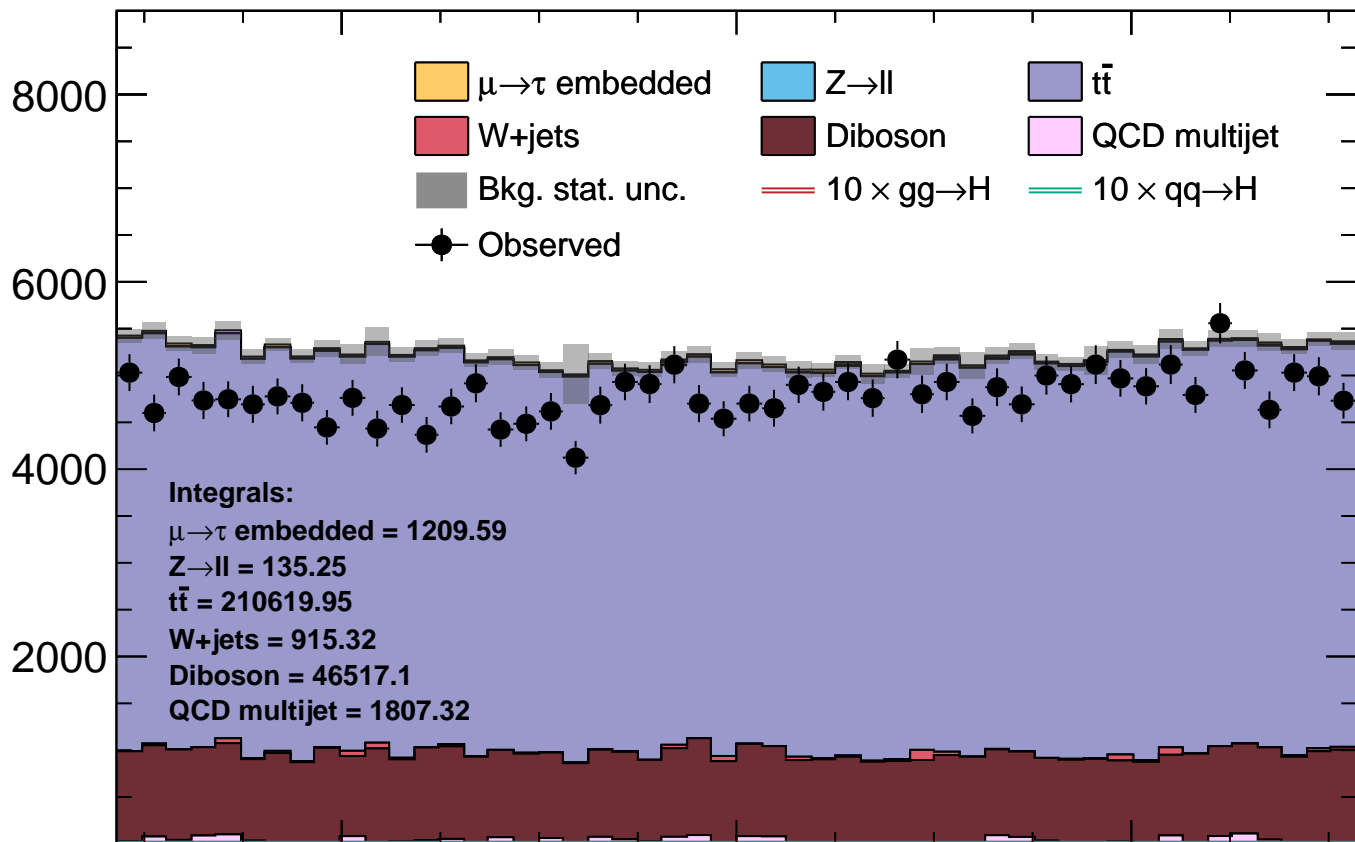 8000
6000
4000
2000
μ→τ embedded
Z→ll
tt̄
W+jets
Diboson
QCD multijet
Bkg. stat. unc.
10 × gg→H
10 × qq→H
Observed
Integrals:
μ→τ embedded = 1209.59
Z→ll = 135.25
tt̄ = 210619.95
W+jets = 915.32
Diboson = 46517.1
QCD multijet = 1807.32